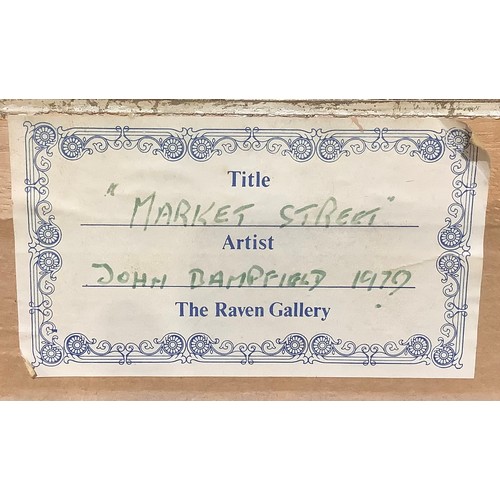 Title
"MARKET STREET"
Artist
JOHN BAMPFIELD 1979
The Raven Gallery